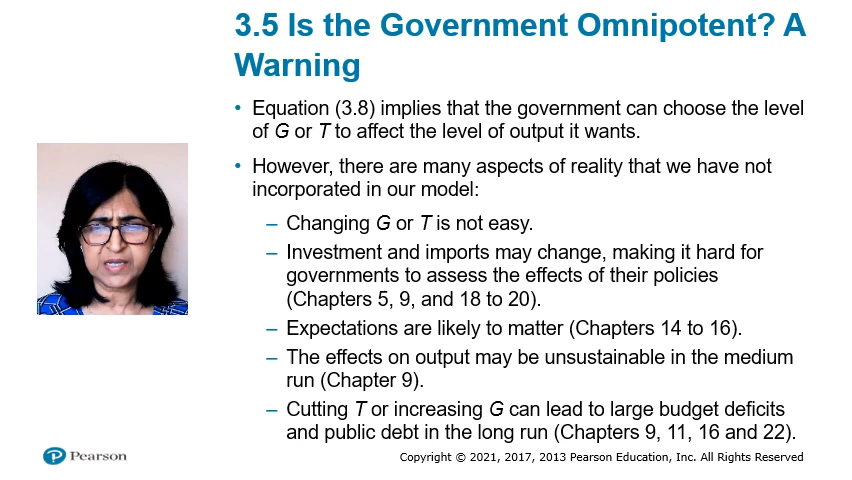 3.5 Is the Government Omnipotent? A
Warning
• Equation (3.8) implies that the government can choose the level
of G or T to affect the level of output it wants.
• However, there are many aspects of reality that we have not
incorporated in our model:
– Changing G or T is not easy.
– Investment and imports may change, making it hard for
governments to assess the effects of their policies
(Chapters 5, 9, and 18 to 20).
– Expectations are likely to matter (Chapters 14 to 16).
– The effects on output may be unsustainable in the medium
run (Chapter 9).
– Cutting T or increasing G can lead to large budget deficits
and public debt in the long run (Chapters 9, 11, 16 and 22).
P Pearson
Copyright © 2021, 2017, 2013 Pearson Education, Inc. All Rights Reserved